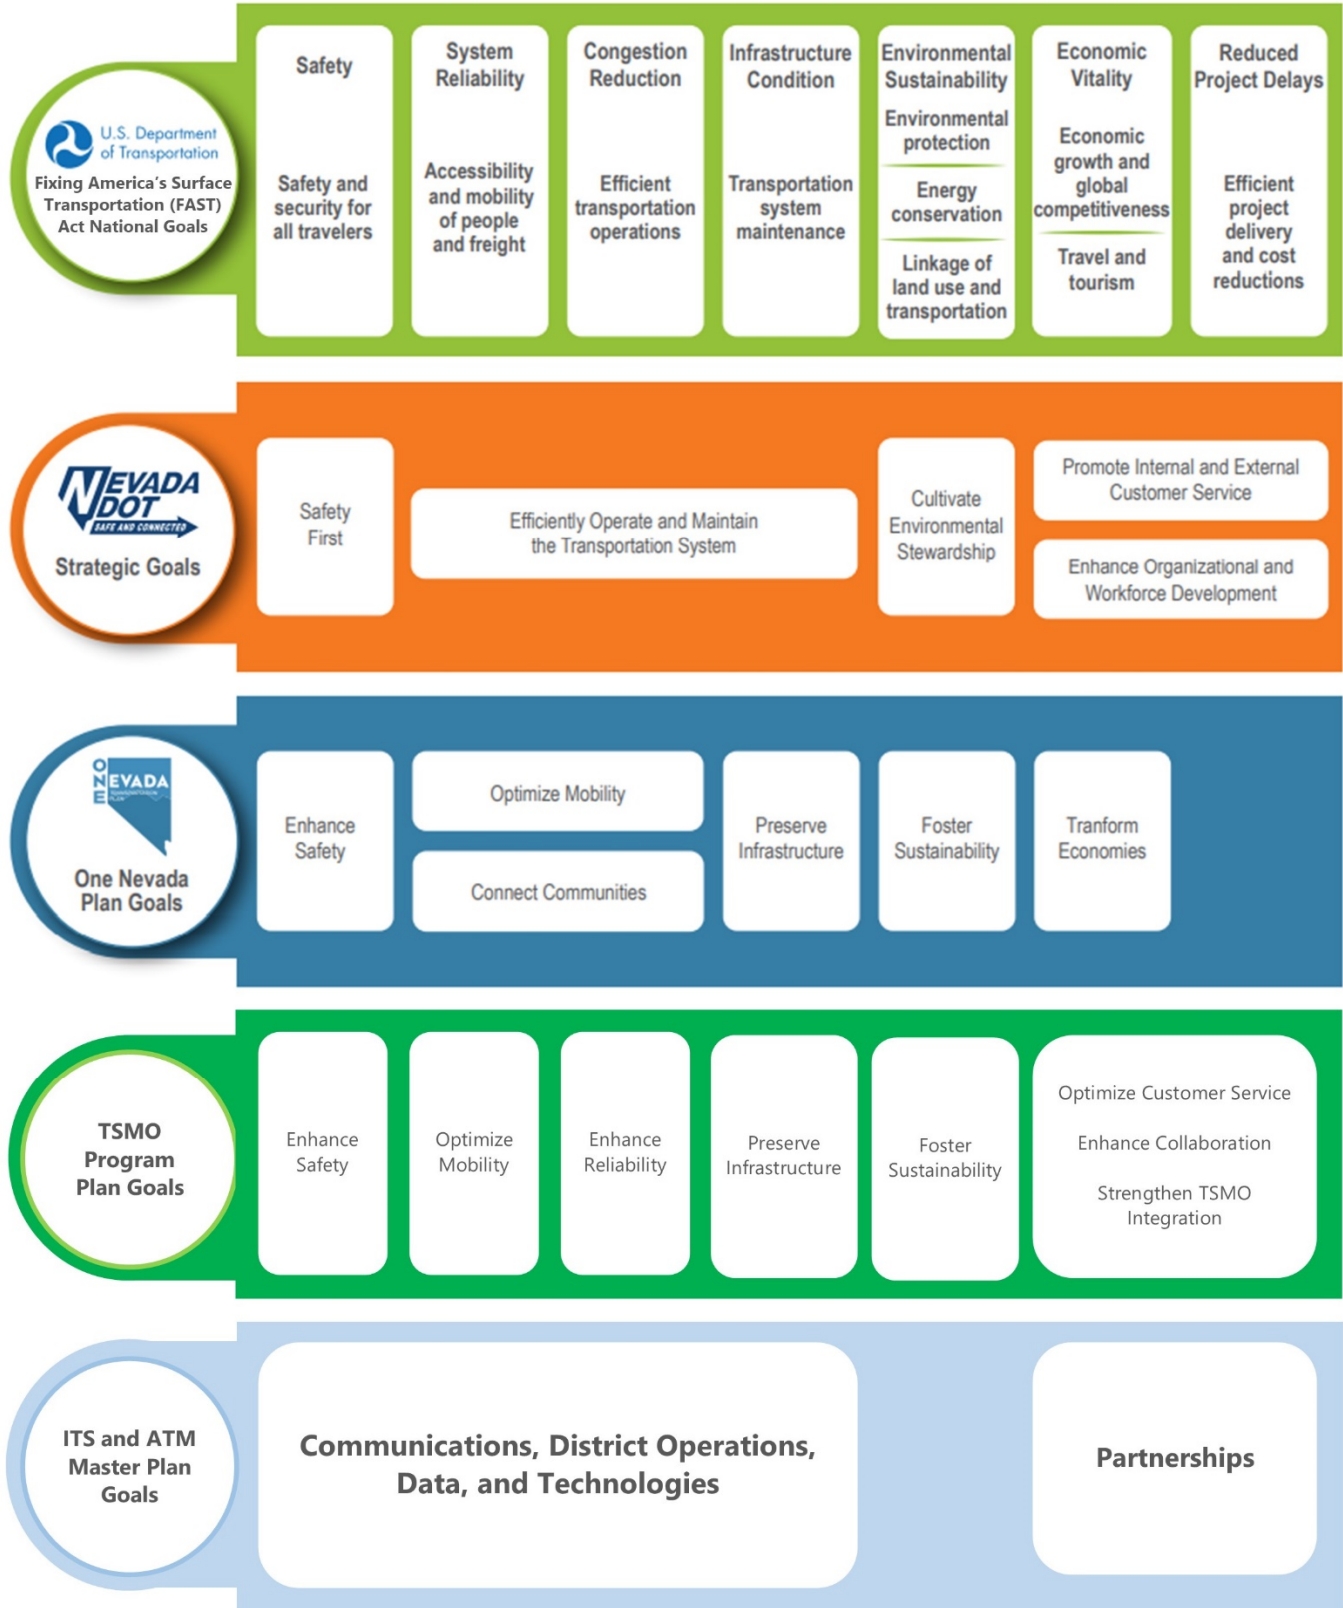 U.S. Department
of Transportation
Fixing America's Surface
Transportation (FAST)
Act National Goals
Safety
Safety and
security for
all travelers
System
Reliability
Accessibility
and mobility
of people
and freight
Congestion
Reduction
Efficient
transportation
operations
Infrastructure
Condition
Transportation
system
maintenance
Environmental
Sustainability
Environmental
protection
Energy
conservation
Linkage of
land use and
transportation
Economic
Vitality
Economic
growth and
global
competitiveness
Travel and
tourism
Reduced
Project Delays
Efficient
project
delivery
and cost
reductions
NEVADA
DOT
SAFE AND CONNECTED
Strategic Goals
Safety
First
Efficiently Operate and Maintain
the Transportation System
Cultivate
Environmental
Stewardship
Promote Internal and External
Customer Service
Enhance Organizational and
Workforce Development
ONE
NEVADA
TRANSPORTATION
PLAN
One Nevada
Plan Goals
Enhance
Safety
Optimize Mobility
Connect Communities
Preserve
Infrastructure
Foster
Sustainability
Tranform
Economies
TSMO
Program
Plan Goals
Enhance
Safety
Optimize
Mobility
Enhance
Reliability
Preserve
Infrastructure
Foster
Sustainability
Optimize Customer Service
Enhance Collaboration
Strengthen TSMO
Integration
ITS and ATM
Master Plan
Goals
Communications, District Operations,
Data, and Technologies
Partnerships